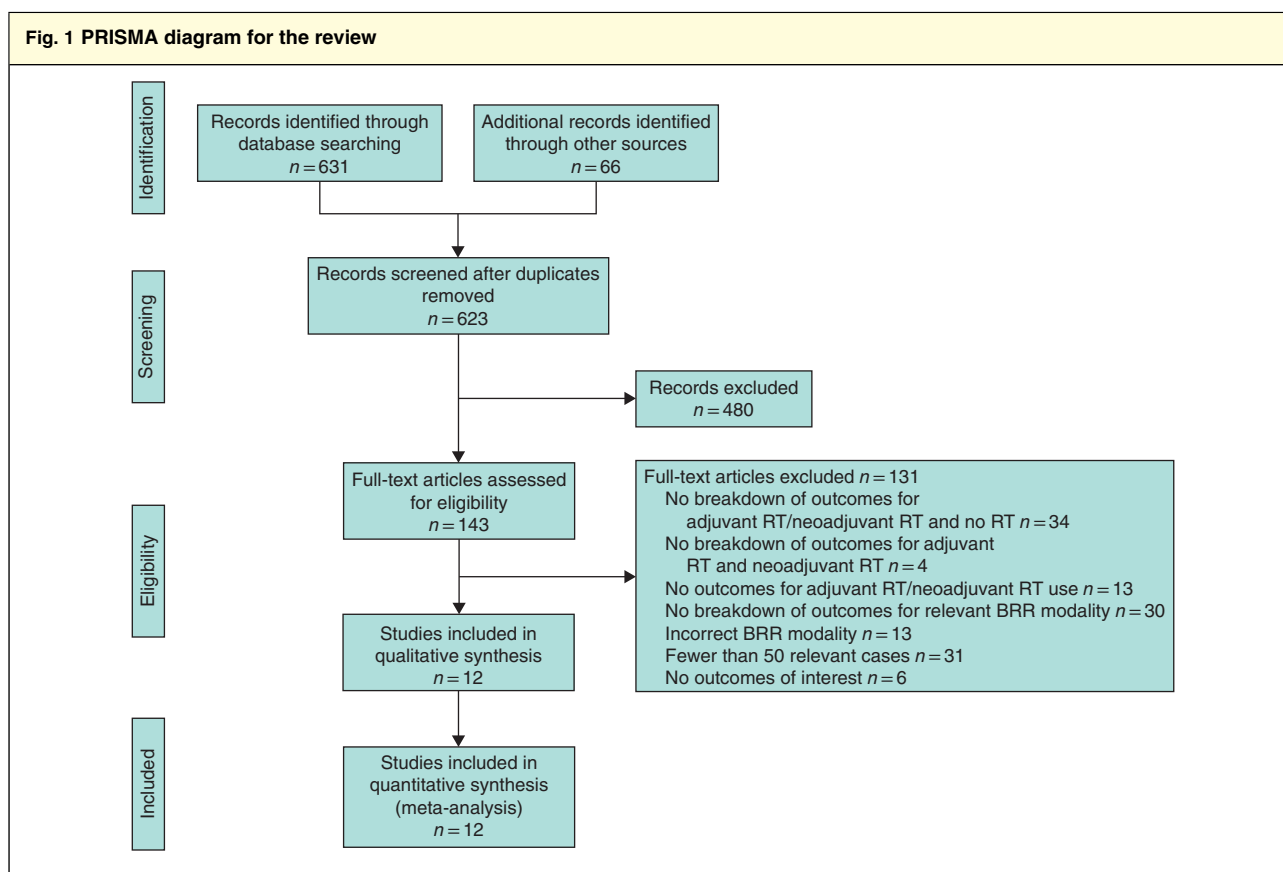 Fig. 1 PRISMA diagram for the review
Identification
Records identified through
database searching
n = 631
Additional records identified
through other sources
n = 66
Screening
Records screened after duplicates
removed
n = 623
Records excluded
n = 480
Eligibility
Full-text articles assessed
for eligibility
n = 143
Full-text articles excluded n = 131
No breakdown of outcomes for
adjuvant RT/neoadjuvant RT and no RT n = 34
No breakdown of outcomes for adjuvant
RT and neoadjuvant RT n = 4
No outcomes for adjuvant RT/neoadjuvant RT use n = 13
No breakdown of outcomes for relevant BRR modality n = 30
Incorrect BRR modality n = 13
Fewer than 50 relevant cases n = 31
No outcomes of interest n = 6
Studies included in
qualitative synthesis
n = 12
Included
Studies included in
quantitative synthesis
(meta-analysis)
n = 12